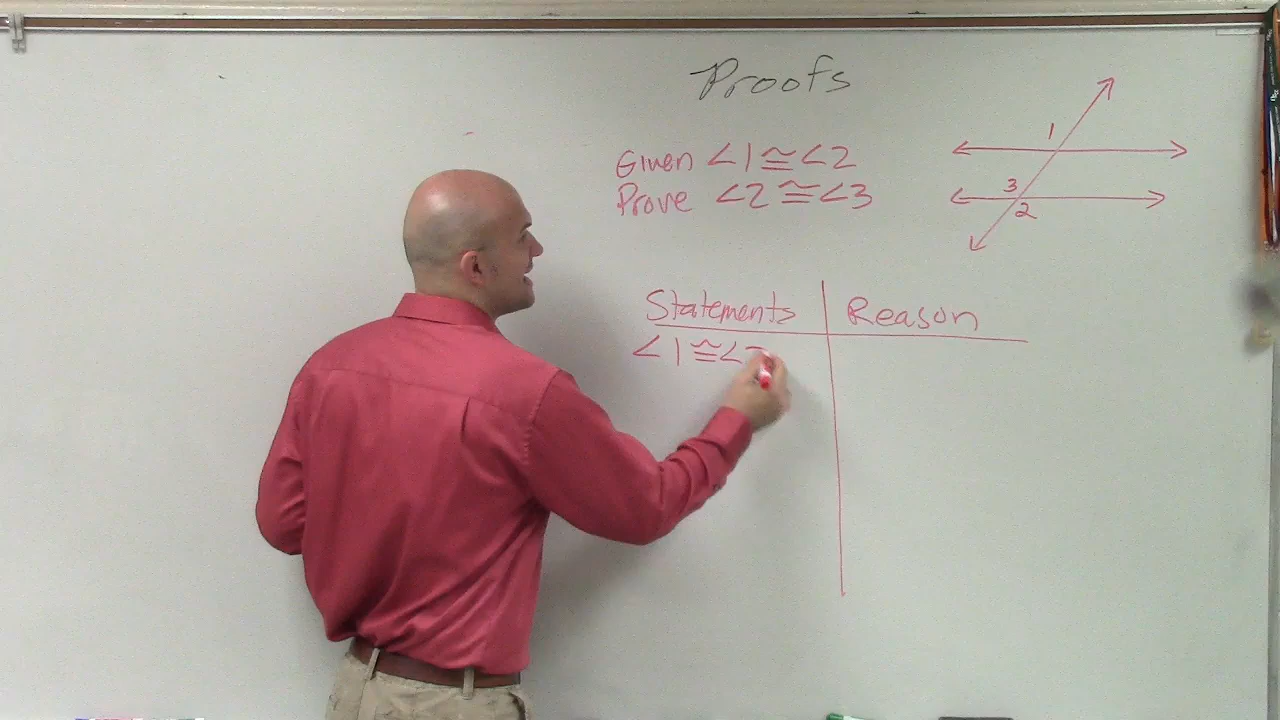 Proofs
Given ∠1≅∠2
Prove ∠2≅∠3
1
3
2
Statements Reason
∠1≅∠2